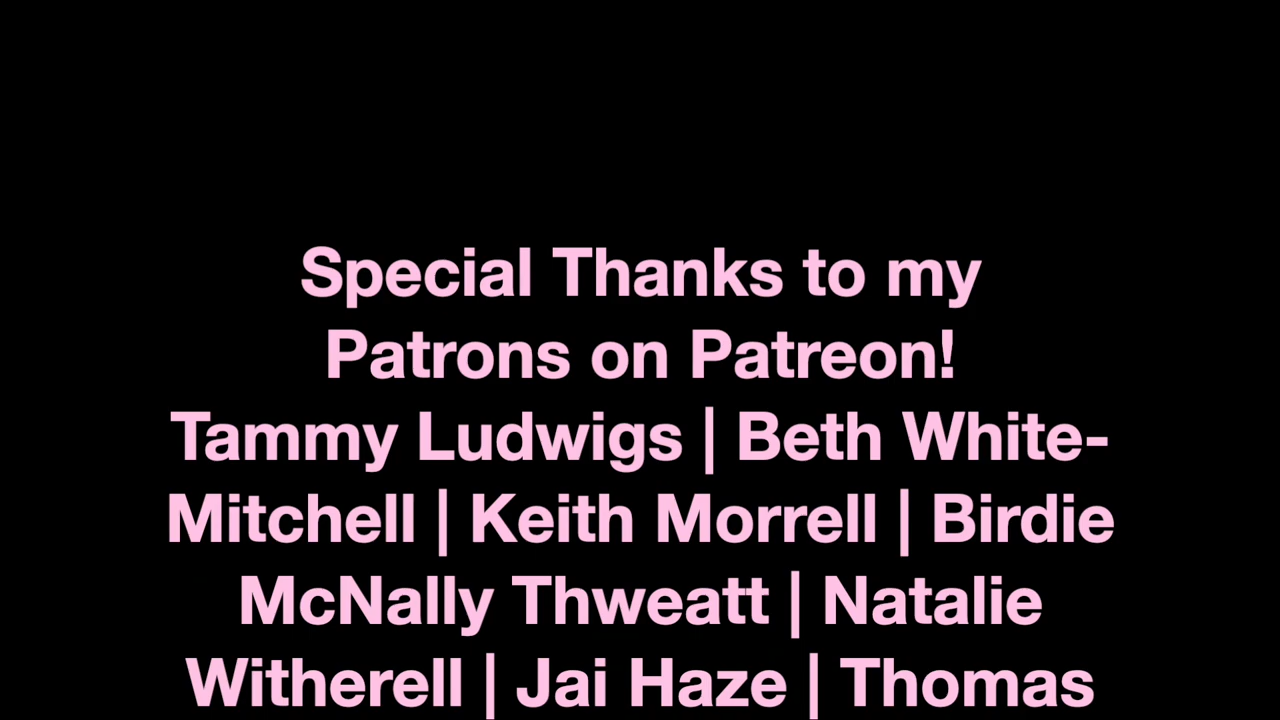 Special Thanks to my
Patrons on Patreon!
Tammy Ludwigs | Beth White-
Mitchell | Keith Morrell | Birdie
McNally Thweatt | Natalie
Witherell | Jai Haze | Thomas